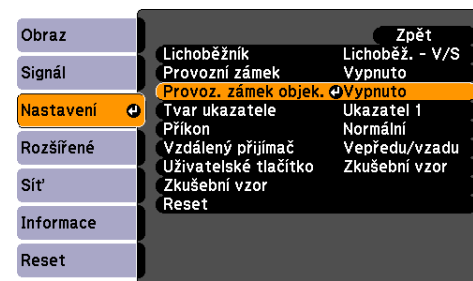 Obraz
Signál
Nastavení
Rozšířené
Síť
Informace
Reset
Zpět
Lichoběžník Lichoběž. - V/S
Provozní zámek Vypnuto
Provoz. zámek objek. Vypnuto
Tvar ukazatele Ukazatel 1
Příkon Normální
Vzdálený přijímač Vepředu/vzadu
Uživatelské tlačítko Zkušební vzor
Zkušební vzor
Reset